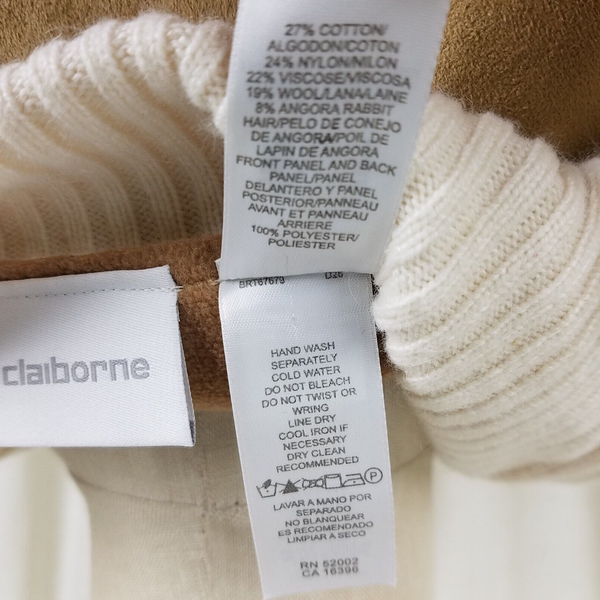 27% COTTON/
ALGODON/COTON
24% NYLON/NILON
22% VISCOSE/VISCOSA
19% WOOL/LANA/LAINE
8% ANGORA RABBIT
HAIR/PELO DE CONEJO
DE ANGORA/POIL DE
LAPIN DE ANGORA
FRONT PANEL AND BACK
PANEL/PANEL
DELANTERO Y PANEL
POSTERIOR/PANNEAU
AVANT ET PANNEAU
ARRIERE
100% POLYESTER/
POLIESTER
BRT67679
claiborne
HAND WASH
SEPARATELY
COLD WATER
DO NOT BLEACH
DO NOT TWIST OR
WRING
LINE DRY
COOL IRON IF
NECESSARY
DRY CLEAN
RECOMMENDED
P
LAVAR A MANO POR
SEPARADO
NO BLANQUEAR
ES RECOMENDADO
LIMPIAR A SECO
RN 52002
CA 16396